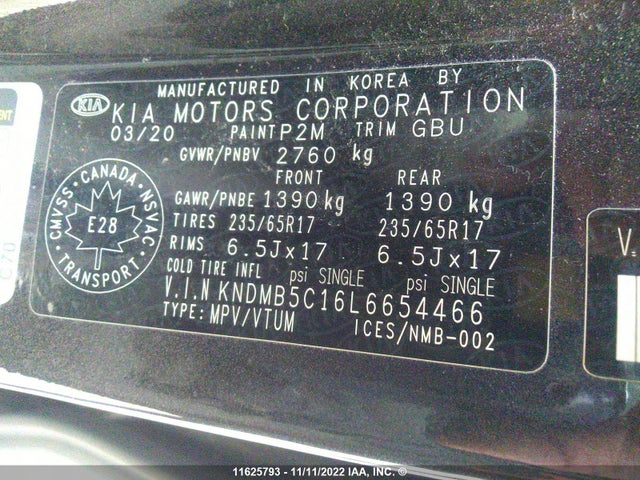 MANUFACTURED IN KOREA BY
KIA KIA MOTORS CORPORATION
03/20 PAINT P2M TRIM GBU
GVWR/PNBV 2760 kg
FRONT REAR
GAWR/PNBE 1390 kg 1390 kg
TIRES 235/65R17 235/65R17
RIMS 6.5Jx17 6.5Jx17
COLD TIRE INFL psi SINGLE psi SINGLE
V.I.N KNDMB5C16L6654466
TYPE: MPV/VTUM ICES/NMB-002
CMVSS • CANADA • NSVAC • TRANSPORT •
E28
C70
V.
11625793 - 11/11/2022 IAA, INC. ®